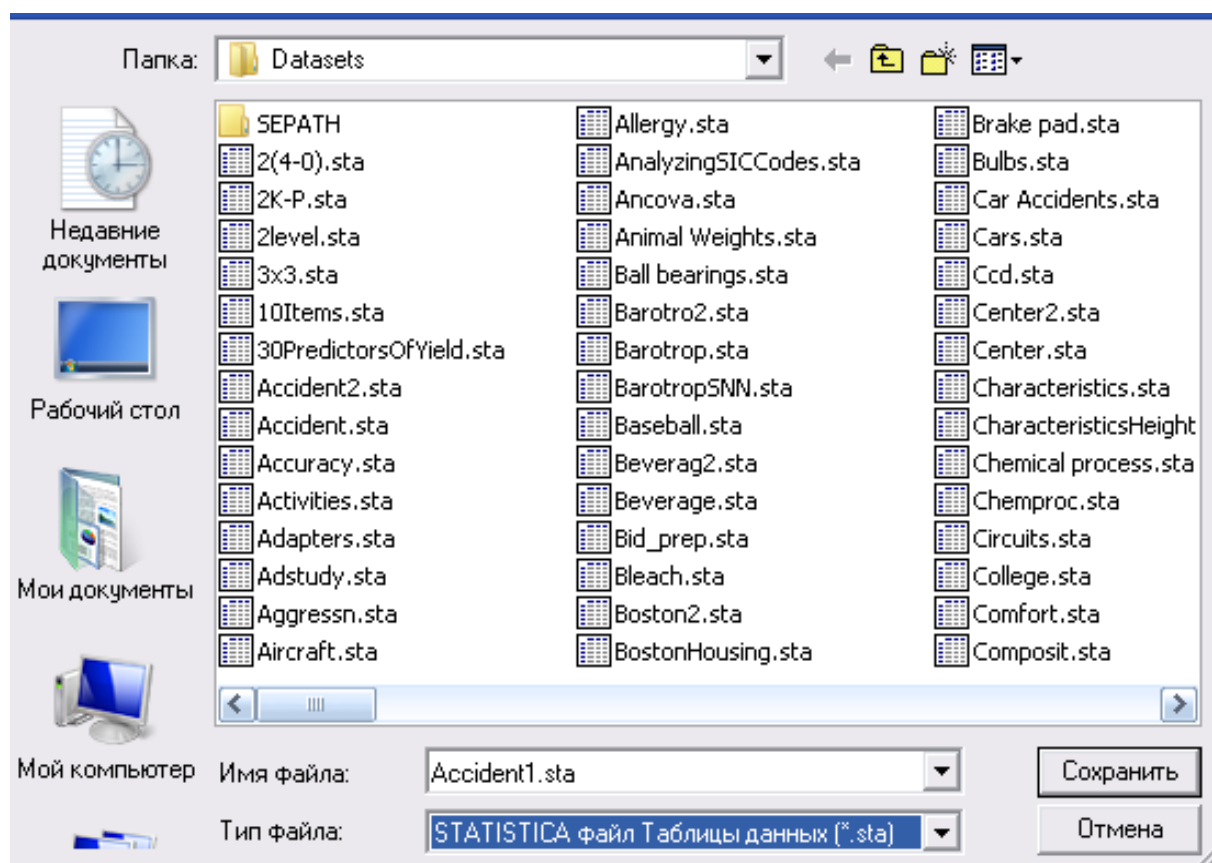 Папка:
Datasets
SEPATH
2(4-0).sta
2K-P.sta
2level.sta
3x3.sta
10Items.sta
30PredictorsOfYield.sta
Accident2.sta
Accident.sta
Accuracy.sta
Activities.sta
Adapters.sta
Adstudy.sta
Aggressn.sta
Aircraft.sta
Allergy.sta
AnalyzingSICCodes.sta
Ancova.sta
Animal Weights.sta
Ball bearings.sta
Barotro2.sta
Barotrop.sta
BarotropSNN.sta
Baseball.sta
Beverag2.sta
Beverage.sta
Bid_prep.sta
Bleach.sta
Boston2.sta
BostonHousing.sta
Brake pad.sta
Bulbs.sta
Car Accidents.sta
Cars.sta
Ccd.sta
Center2.sta
Center.sta
Characteristics.sta
CharacteristicsHeight
Chemical process.sta
Chemproc.sta
Circuits.sta
College.sta
Comfort.sta
Composit.sta
Недавние
документы
Рабочий стол
Мои документы
Мой компьютер
Имя файла:
Accident1.sta
Сохранить
Тип файла:
STATISTICA файл Таблицы данных (*.sta)
Отмена